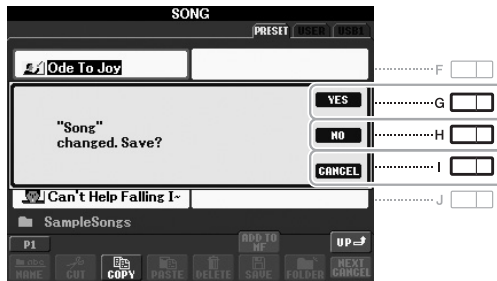 SONG
PRESET USER USB1
Ode To Joy
F
YES
G
"Song"
changed. Save?
NO
H
CANCEL
I
Can't Help Falling I~
J
SampleSongs
P1
ADD TO
MF
UP
NAME CUT COPY PASTE DELETE SAVE FOLDER NEXT
CANCEL